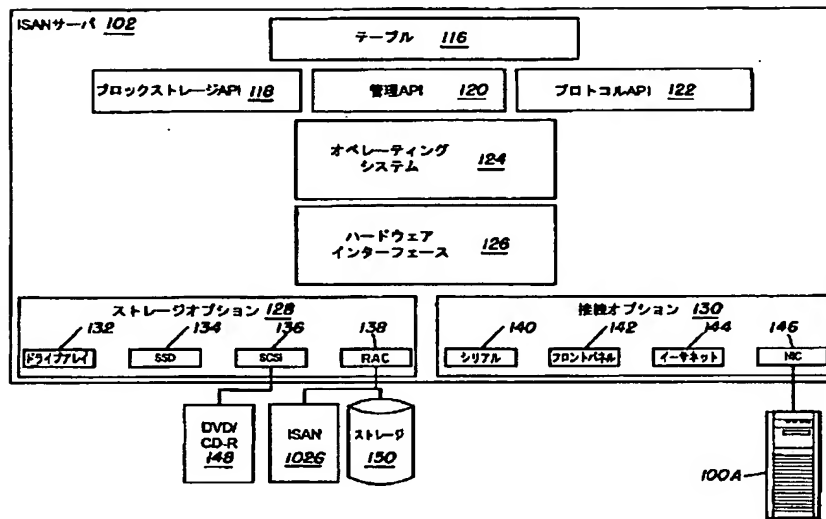 ISANサーバ 102
テーブル 116
ブロックストレージAPI 118
管理API 120
プロトコルAPI 122
オペレーティング
システム 124
ハードウェア
インターフェース 126
ストレージオプション 128
132
134
136
138
ドライブアレイ
SSD
SCSI
RAC
接続オプション 130
140
142
144
146
シリアル
フロントパネル
イーサネット
NIC
DVD/
CD-R
148
ISAN
102G
ストレージ
150
100A